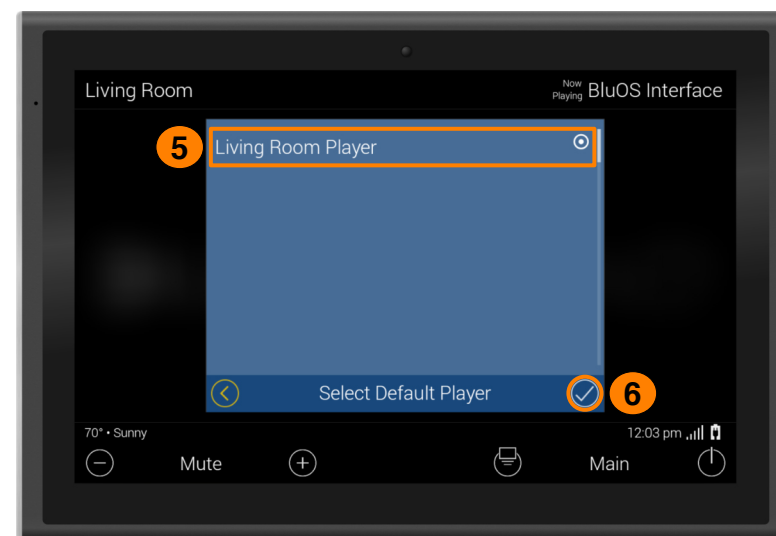 Living Room
Now Playing BluOS Interface
5
Living Room Player
Select Default Player
6
70° • Sunny
12:03 pm
Mute
Main